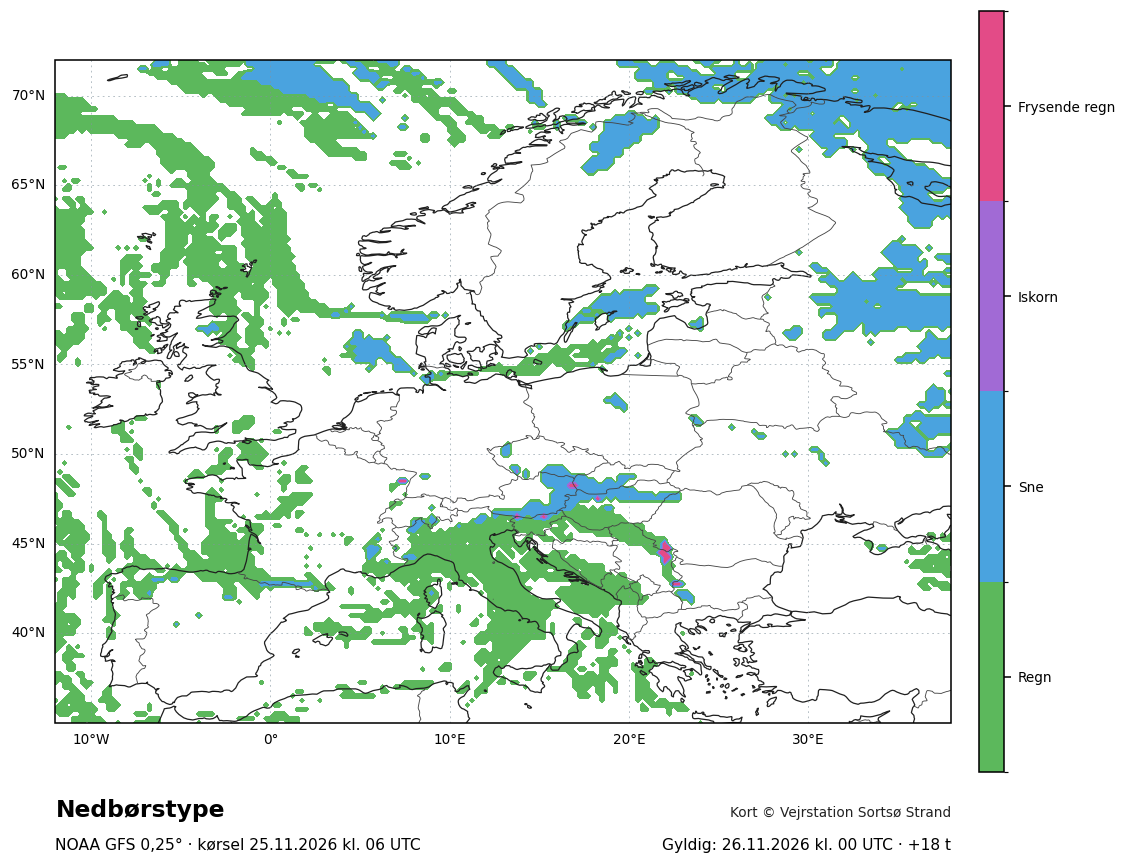 70°N
65°N
60°N
55°N
50°N
45°N
40°N
10°W
0°
10°E
20°E
30°E
Frysende regn
Iskorn
Sne
Regn
Nedbørstype
Kort © Vejrstation Sortsø Strand
NOAA GFS 0,25° · kørsel 25.11.2026 kl. 06 UTC
Gyldig: 26.11.2026 kl. 00 UTC · +18 t